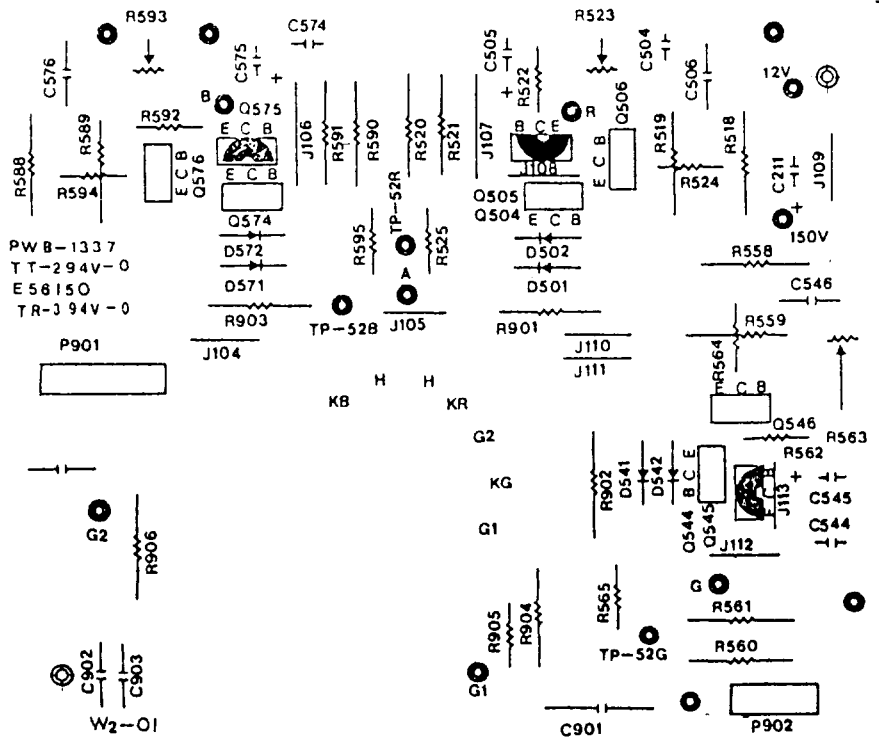 R593
C574
R523
C576
C575
+
C505
+
R522
C504
C506
12V
B
Q575
R
Q506
R592
E C B
J106
R591
R590
R520
R521
J107
B C E
J108
R519
R518
R588
R589
R594
E C B
Q576
E C B
Q574
TP-52R
Q505
Q504
E C B
E C B
R524
C211
+
J109
150V
PWB-1337
TT-294V-0
E56150
TR-394V-0
D572
D571
R595
A
R525
D502
D501
R558
C546
R903
TP-52B
J105
R901
R559
P901
J104
J110
J111
R564
E C B
H
H
KB
KR
Q546
R563
R562
G2
KG
G1
R902
D541
D542
B C E
Q544
Q545
E C B
J113
+
C545
C544
J112
G2
R906
R905
R904
R565
G
R561
TP-52G
R560
C902
C903
G1
W2-01
C901
P902